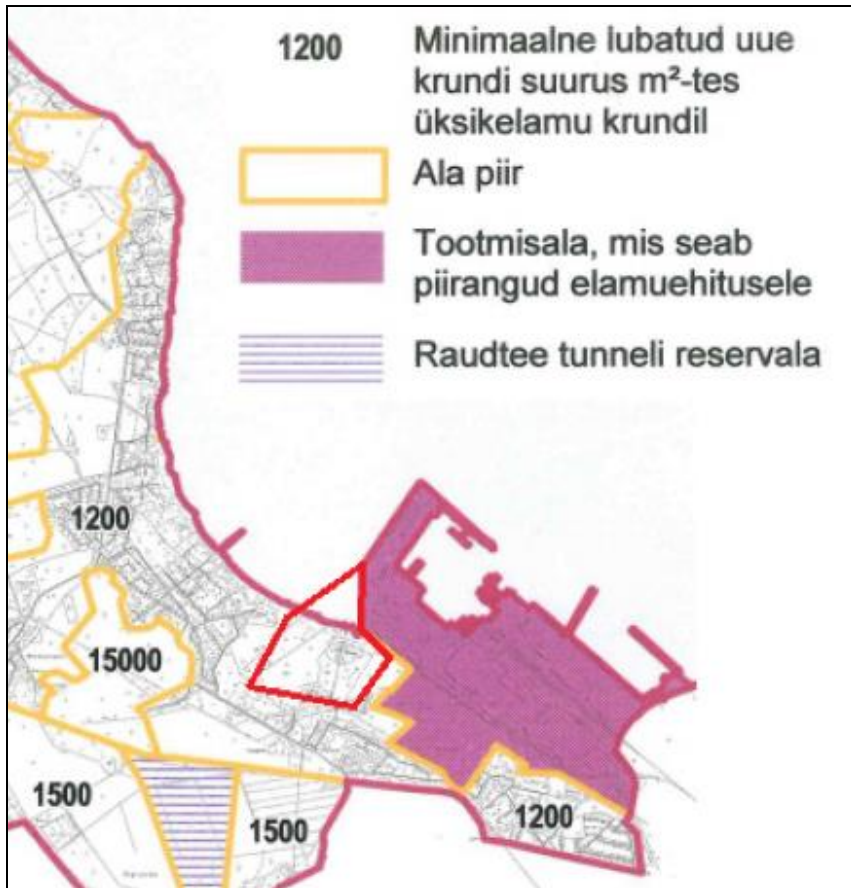 1200 Minimaalne lubatud uue
krundi suurus m²-tes
üksikelamu krundil
Ala piir
Tootmisala, mis seab
piirangud elamuehitusele
Raudtee tunneli reservala
1200
15000
1500
1500
1200